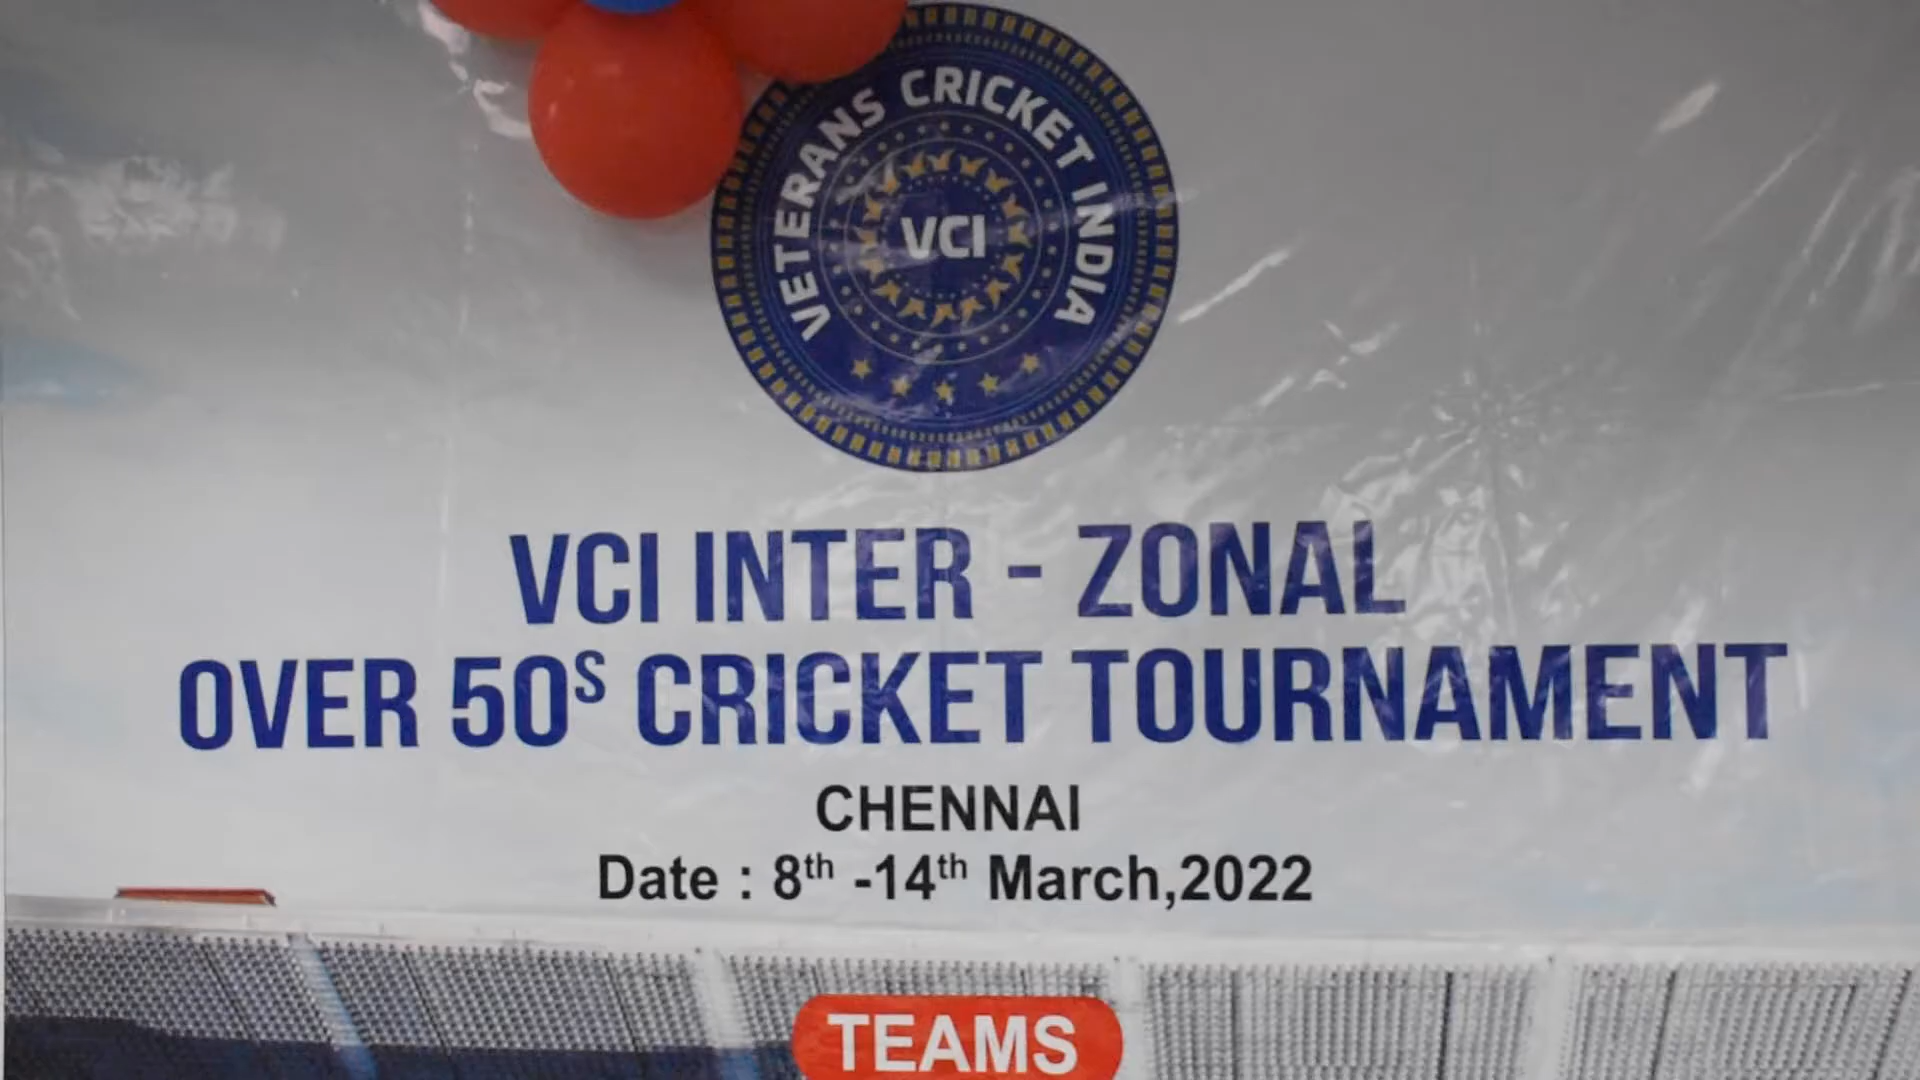 VETERANS CRICKET INDIA
VCI
VCI INTER - ZONAL
OVER 50S CRICKET TOURNAMENT
CHENNAI
Date : 8th -14th March,2022
TEAMS